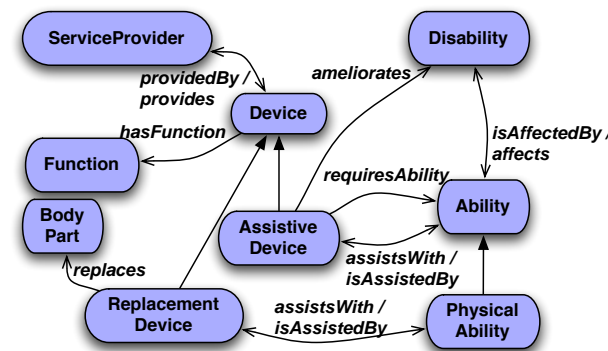 ServiceProvider
Disability
providedBy /
provides
ameliorates
Device
hasFunction
isAffectedBy /
affects
Function
requiresAbility
Body
Part
Assistive
Device
Ability
replaces
assistsWith /
isAssistedBy
Replacement
Device
assistsWith /
isAssistedBy
Physical
Ability